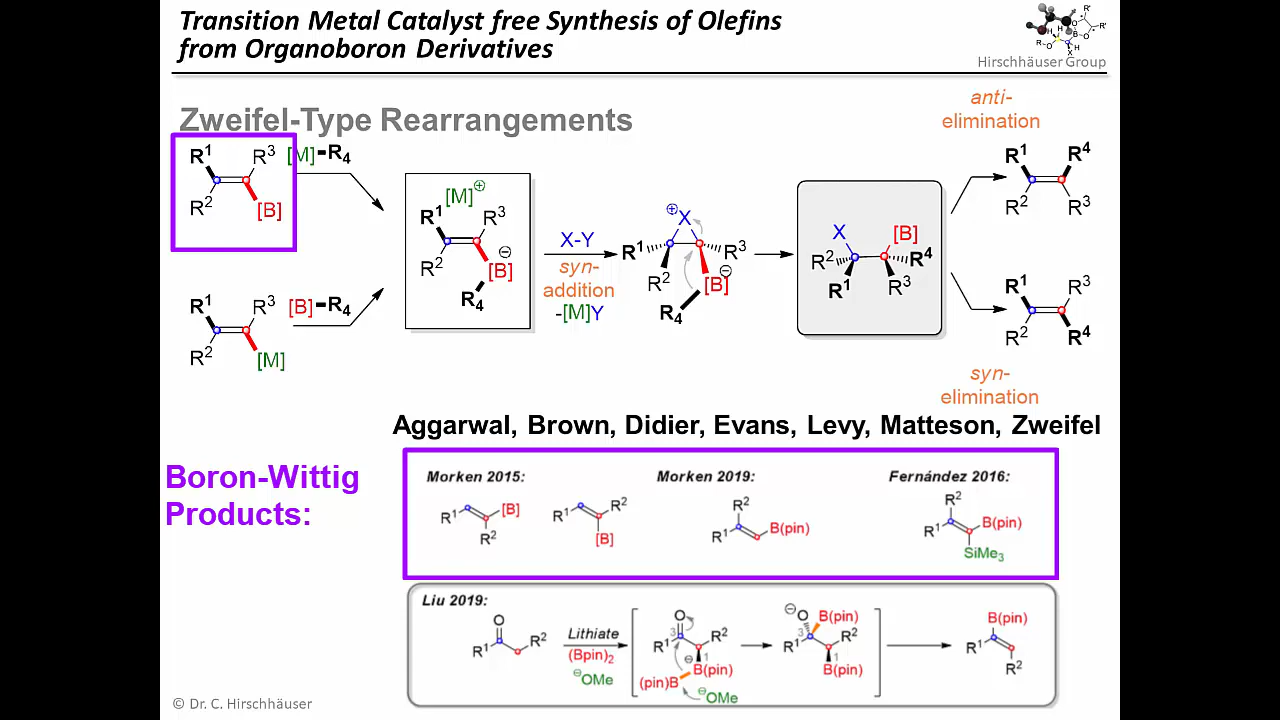 Transition Metal Catalyst free Synthesis of Olefins
from Organoboron Derivatives
Hirschhäuser Group
Zweifel-Type Rearrangements
anti-
elimination
R¹ R³ [M]-R₄
R² [B]
[M]⊕
R¹ R³
R² [B] ⊖
R₄
X-Y
syn-
addition
-[M]Y
⊕ X
R¹ R³
R² [B] ⊖
R₄
X [B]
R² R⁴
R¹ R³
R¹ R⁴
R² R³
R¹ R³ [B]-R₄
R² [M]
R¹ R³
R² R⁴
syn-
elimination
Aggarwal, Brown, Didier, Evans, Levy, Matteson, Zweifel
Boron-Wittig
Products:
Morken 2015: Morken 2019: Fernández 2016:
R¹ [B] R²
R¹ R² [B]
R² R¹ B(pin)
R² R¹ B(pin) SiMe₃
Liu 2019:
O R¹ R²
Lithiate
(Bpin)₂
⊖OMe
O 3 R¹ R² 1 ⊖ B(pin)
(pin)B ⊖OMe
⊖ O B(pin) 3 R¹ R² 1 B(pin)
B(pin) R¹ R²
© Dr. C. Hirschhäuser